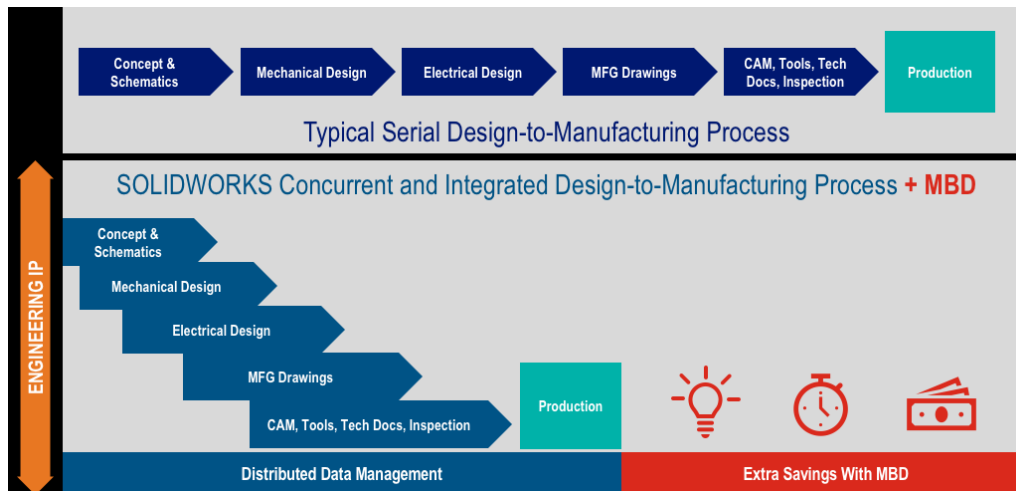 Concept &
Schematics
Mechanical Design
Electrical Design
MFG Drawings
CAM, Tools, Tech
Docs, Inspection
Production
Typical Serial Design-to-Manufacturing Process
SOLIDWORKS Concurrent and Integrated Design-to-Manufacturing Process + MBD
ENGINEERING IP
Concept &
Schematics
Mechanical Design
Electrical Design
MFG Drawings
CAM, Tools, Tech Docs, Inspection
Production
Distributed Data Management
Extra Savings With MBD